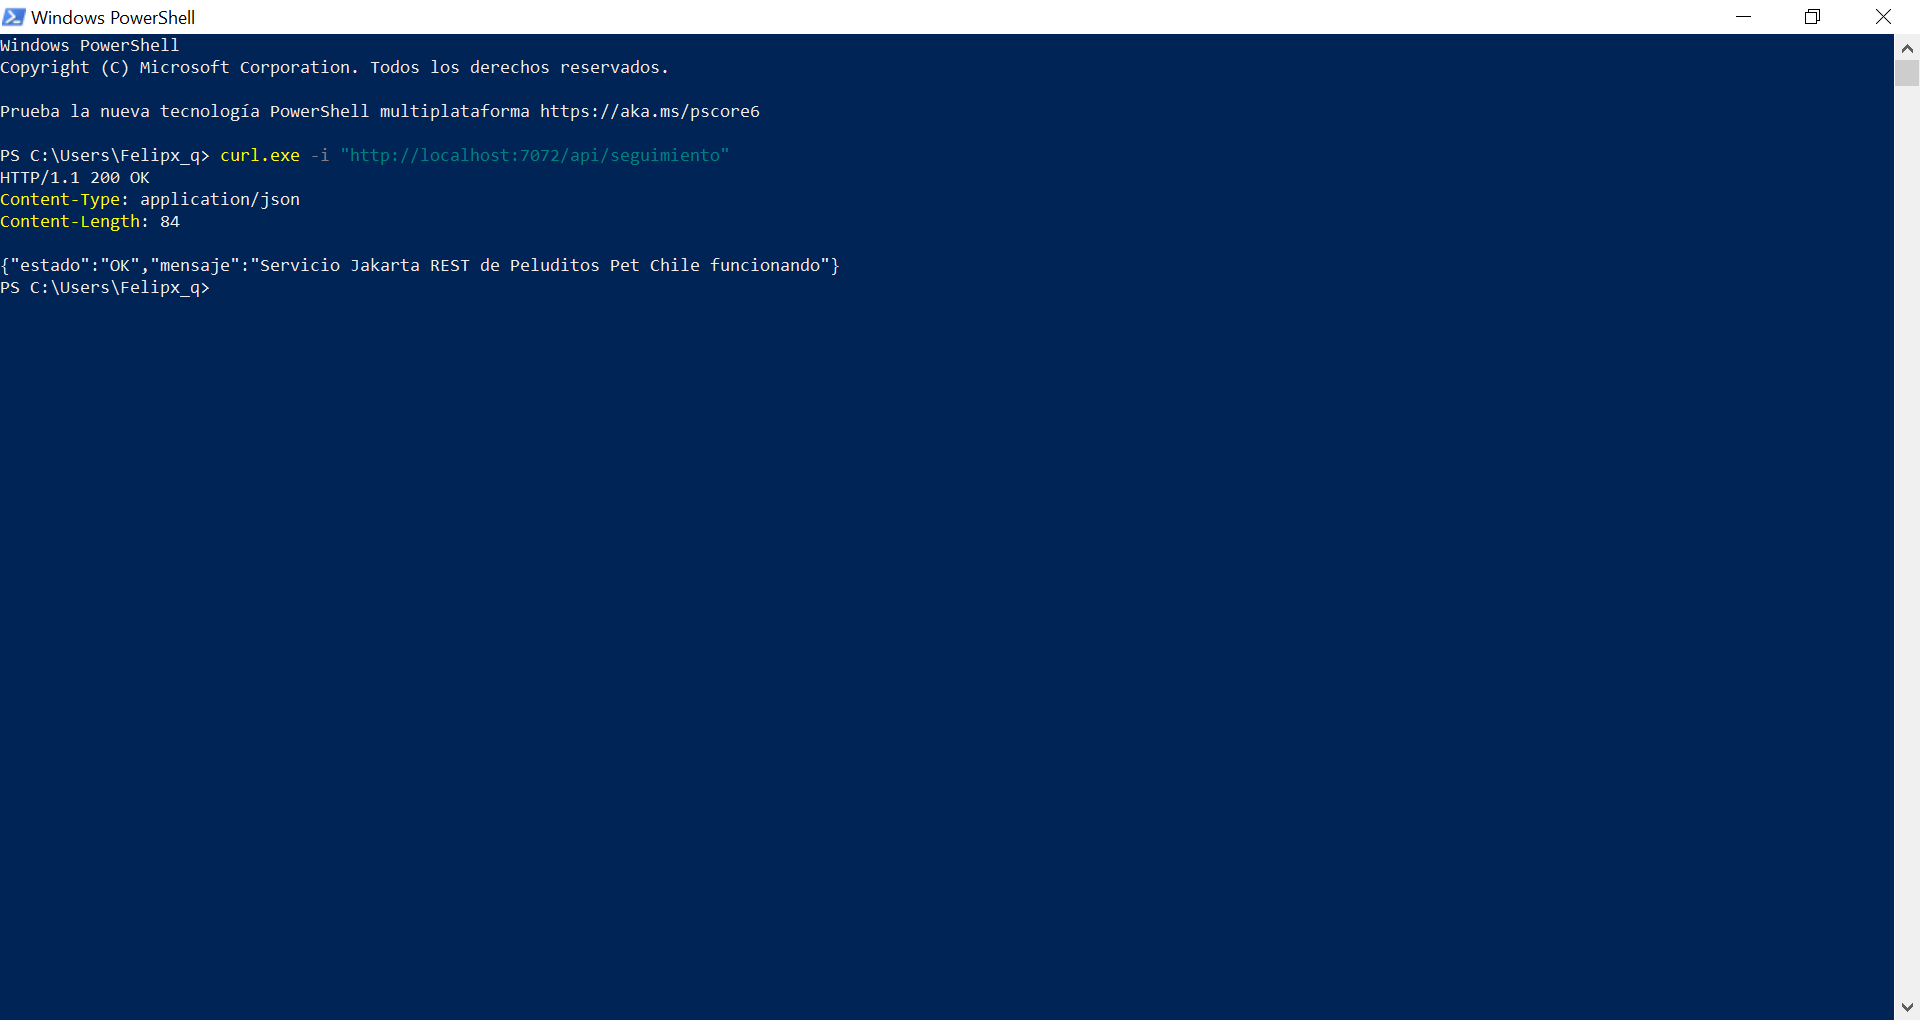 Windows PowerShell
Windows PowerShell
Copyright (C) Microsoft Corporation. Todos los derechos reservados.
Prueba la nueva tecnología PowerShell multiplataforma https://aka.ms/pscore6
PS C:\Users\Felipx_q> curl.exe -i "http://localhost:7072/api/seguimiento"
HTTP/1.1 200 OK
Content-Type: application/json
Content-Length: 84
{"estado":"OK","mensaje":"Servicio Jakarta REST de Peluditos Pet Chile funcionando"}
PS C:\Users\Felipx_q>